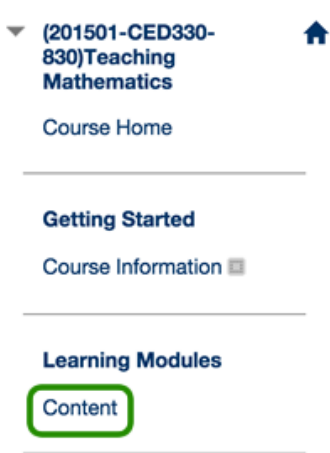 (201501-CED330-
830)Teaching
Mathematics
Course Home
Getting Started
Course Information
Learning Modules
Content